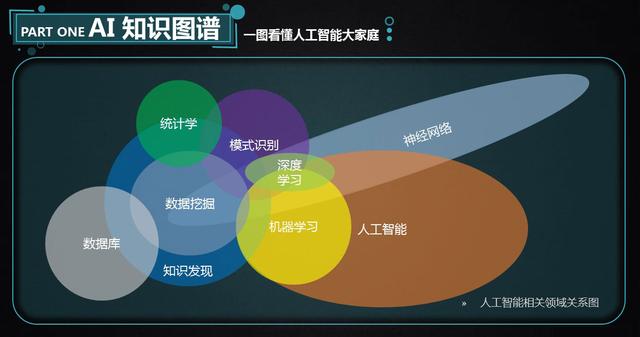 PART ONE AI 知识图谱
一图看懂人工智能大家庭
统计学
模式识别
神经网络
深度
学习
数据挖掘
机器学习
人工智能
数据库
知识发现
» 人工智能相关领域关系图